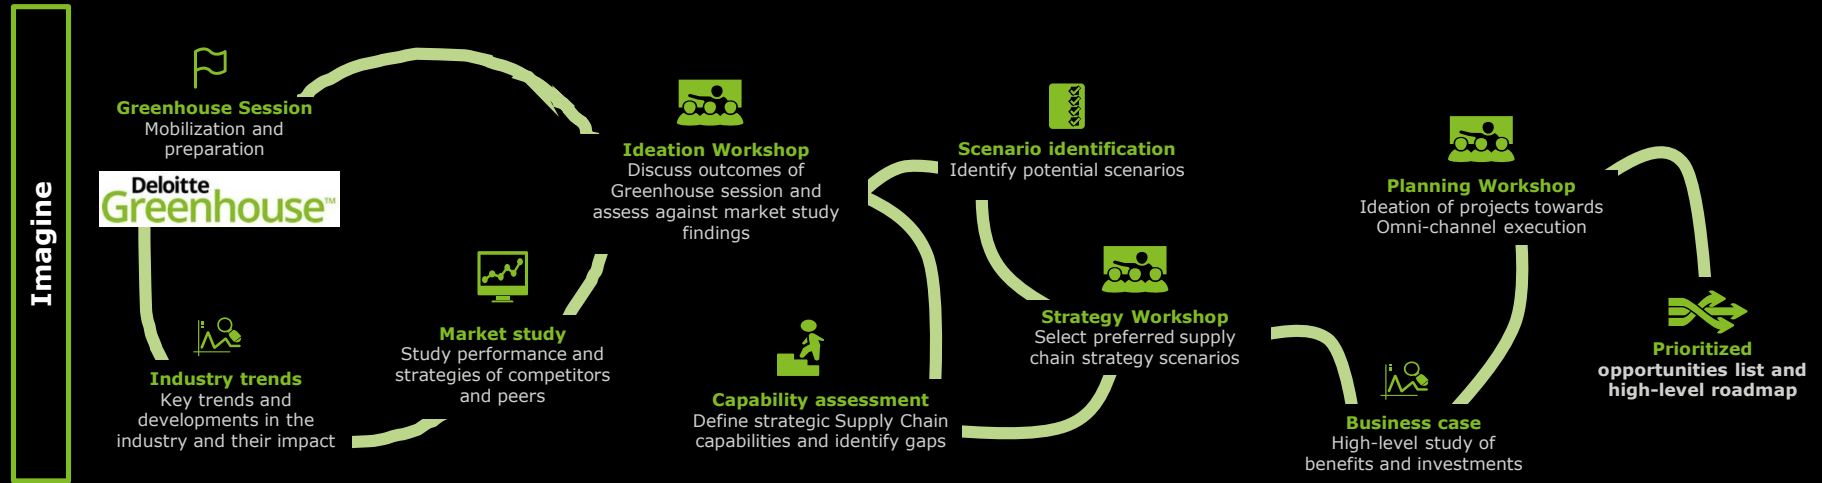 Imagine
Greenhouse Session
Mobilization and
preparation
Deloitte
Greenhouse™
Industry trends
Key trends and
developments in the
industry and their impact
Market study
Study performance and
strategies of competitors
and peers
Ideation Workshop
Discuss outcomes of
Greenhouse session and
assess against market study
findings
Scenario identification
Identify potential scenarios
Capability assessment
Define strategic Supply Chain
capabilities and identify gaps
Strategy Workshop
Select preferred supply
chain strategy scenarios
Business case
High-level study of
benefits and investments
Planning Workshop
Ideation of projects towards
Omni-channel execution
Prioritized
opportunities list and
high-level roadmap